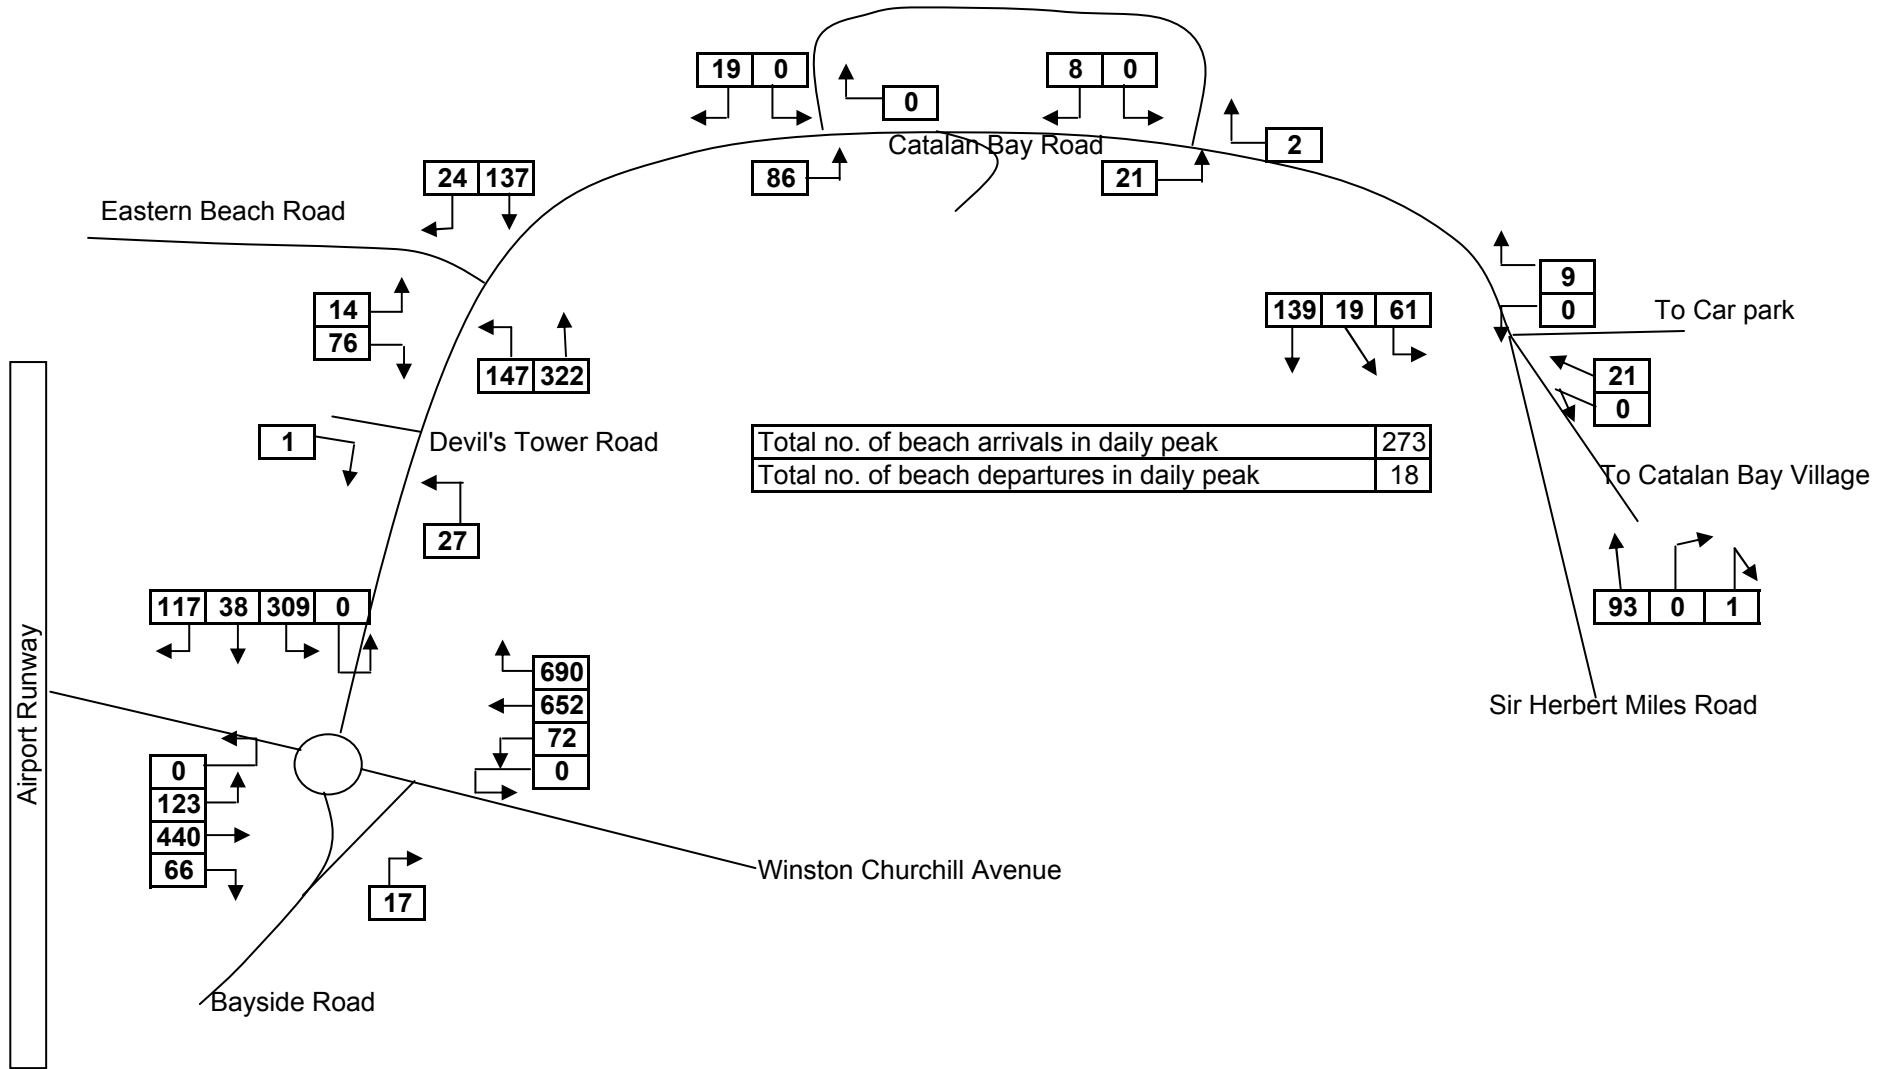 19 0
8 0
0
2
Catalan Bay Road
86
21
24 137
Eastern Beach Road
9
0
To Car park
14
76
139 19 61
147 322
21
0
1
Devil's Tower Road
Total no. of beach arrivals in daily peak 273
Total no. of beach departures in daily peak 18
To Catalan Bay Village
27
117 38 309 0
93 0 1
690
652
72
0
Sir Herbert Miles Road
Airport Runway
0
123
440
66
Winston Churchill Avenue
17
Bayside Road